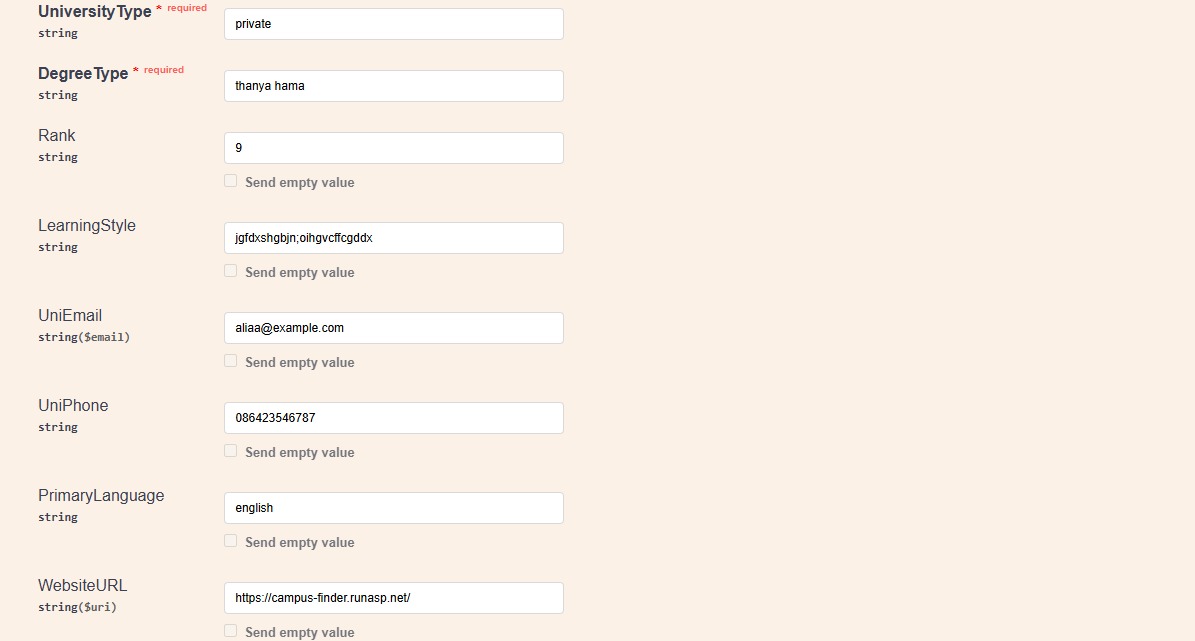 UniversityType * required
string
private
DegreeType * required
string
thanya hama
Rank
string
9
Send empty value
LearningStyle
string
jgfdxshgbjn;oihgvcffcgddx
Send empty value
UniEmail
string($email)
aliaa@example.com
Send empty value
UniPhone
string
086423546787
Send empty value
PrimaryLanguage
string
english
Send empty value
WebsiteURL
string($uri)
https://campus-finder.runasp.net/
Send empty value